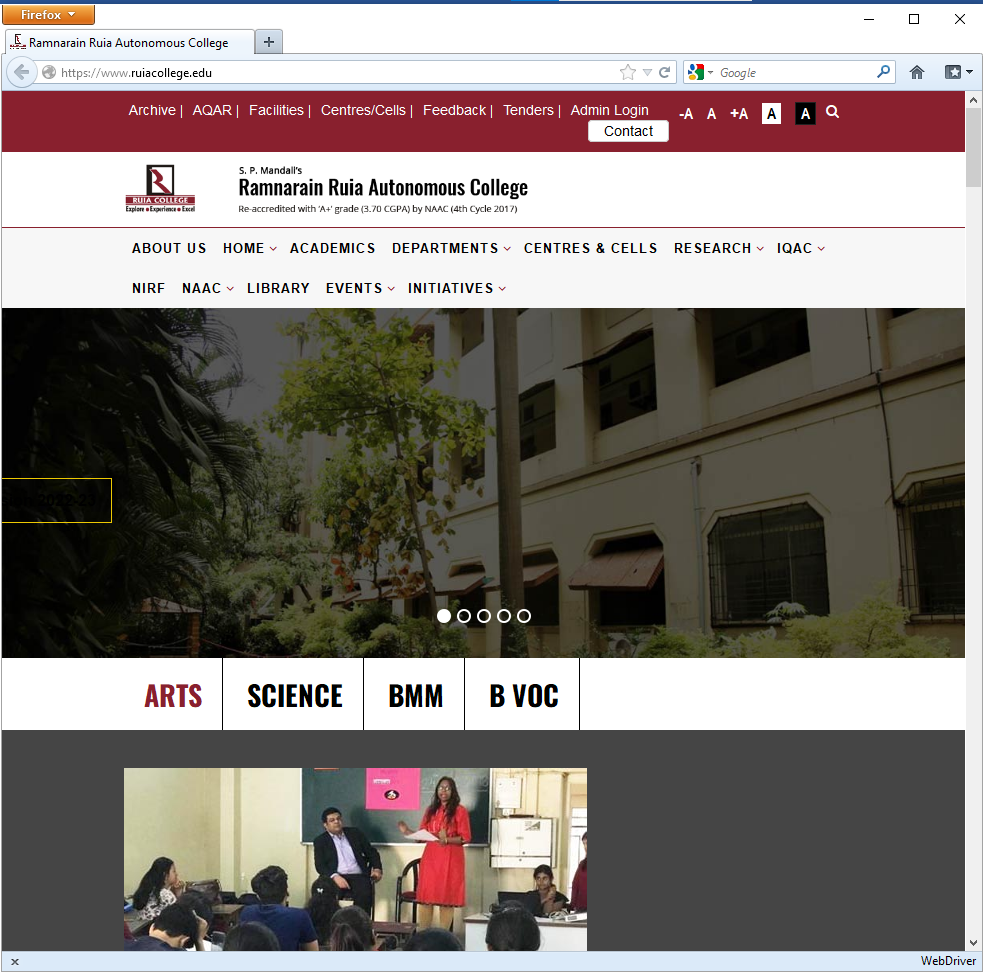 Firefox
Ramnarain Ruia Autonomous College
https://www.ruiacollege.edu
Google
Archive | AQAR | Facilities | Centres/Cells | Feedback | Tenders | Admin Login
-A A +A A A
Contact
RUIA COLLEGE
Explore Experience Excel
S. P. Mandali's
Ramnarain Ruia Autonomous College
Re-accredited with 'A+' grade (3.70 CGPA) by NAAC (4th Cycle 2017)
ABOUT US HOME ACADEMICS DEPARTMENTS CENTRES & CELLS RESEARCH IQAC
NIRF NAAC LIBRARY EVENTS INITIATIVES
2022-23
ARTS SCIENCE BMM B VOC
x WebDriver